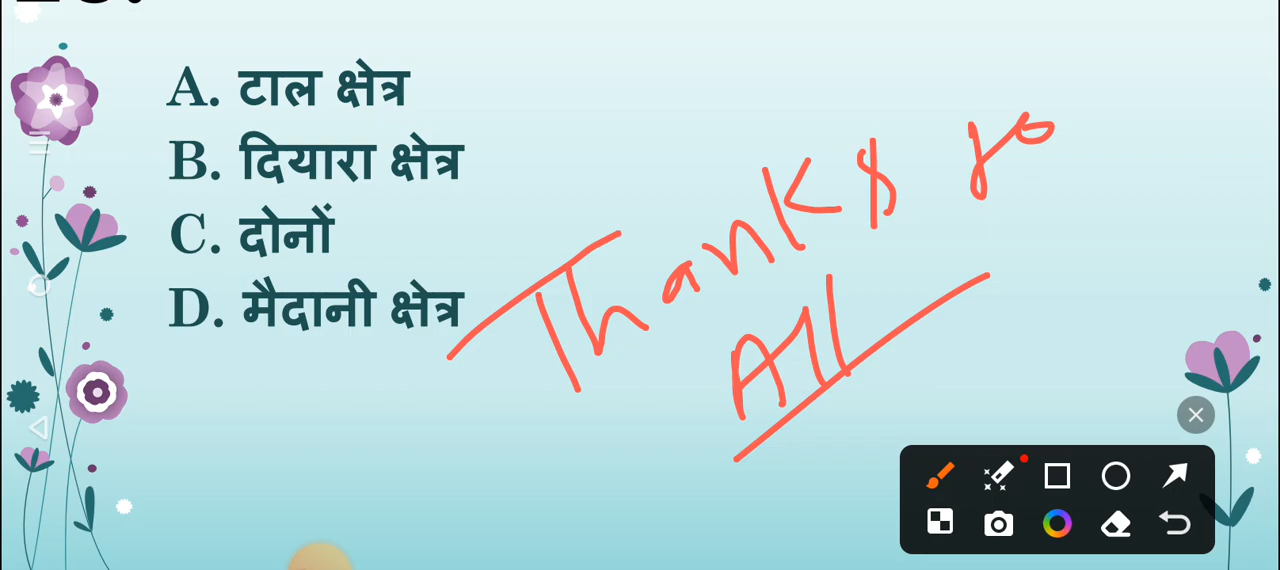 A. टाल क्षेत्र
B. दियारा क्षेत्र
C. दोनों
D. मैदानी क्षेत्र
Thanks to
All